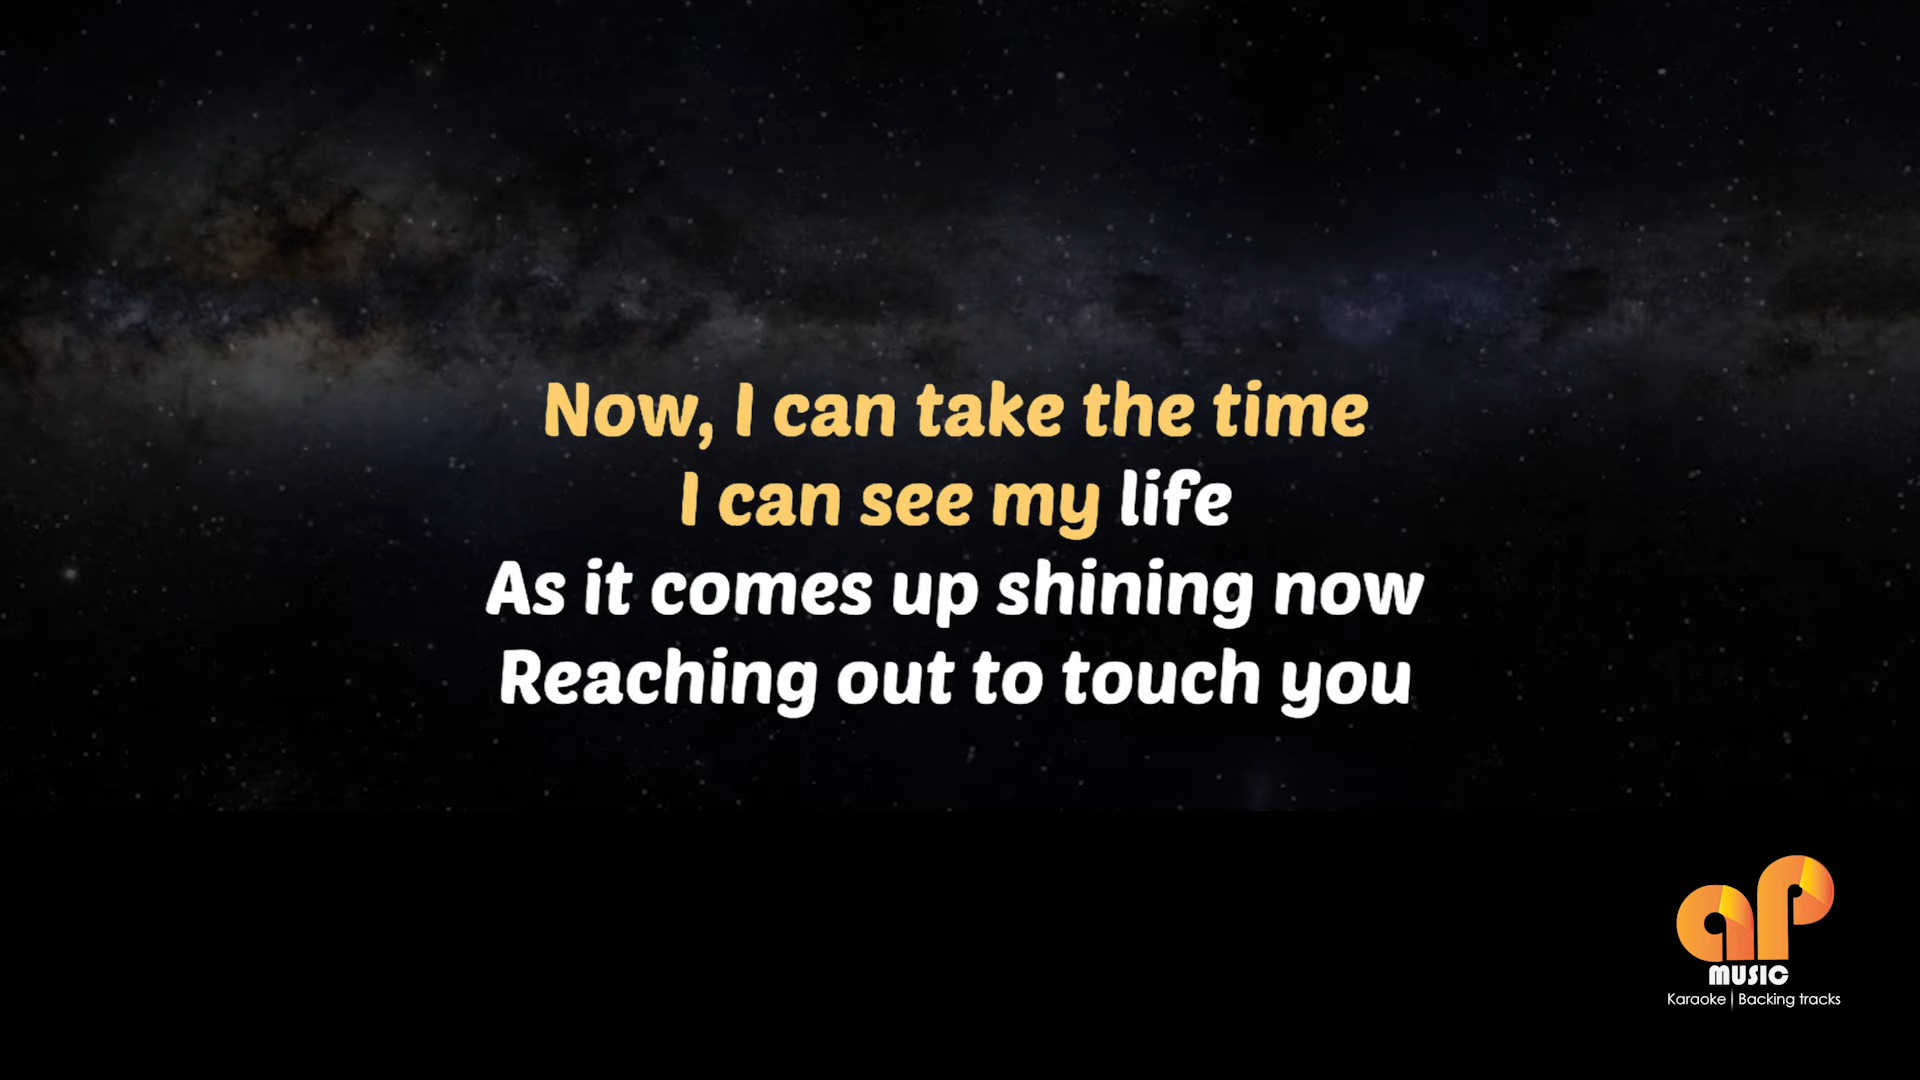 Now, I can take the time
I can see my life
As it comes up shining now
Reaching out to touch you
ap
MUSIC
Karaoke | Backing tracks